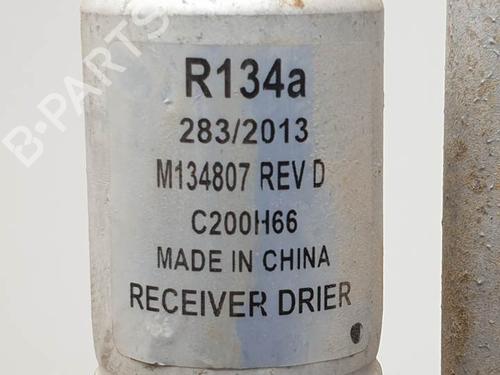 B-PARTS
R134a
283/2013
M134807 REV D
C200H66
MADE IN CHINA
RECEIVER DRIER